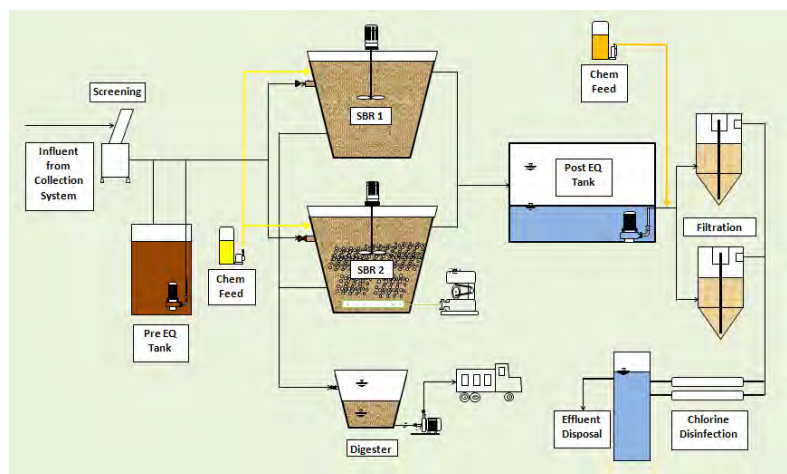 Screening
Influent
from
Collection
System
Pre EQ
Tank
Chem
Feed
SBR 1
SBR 2
Digester
Chem
Feed
Post EQ
Tank
Filtration
Effluent
Disposal
Chlorine
Disinfection